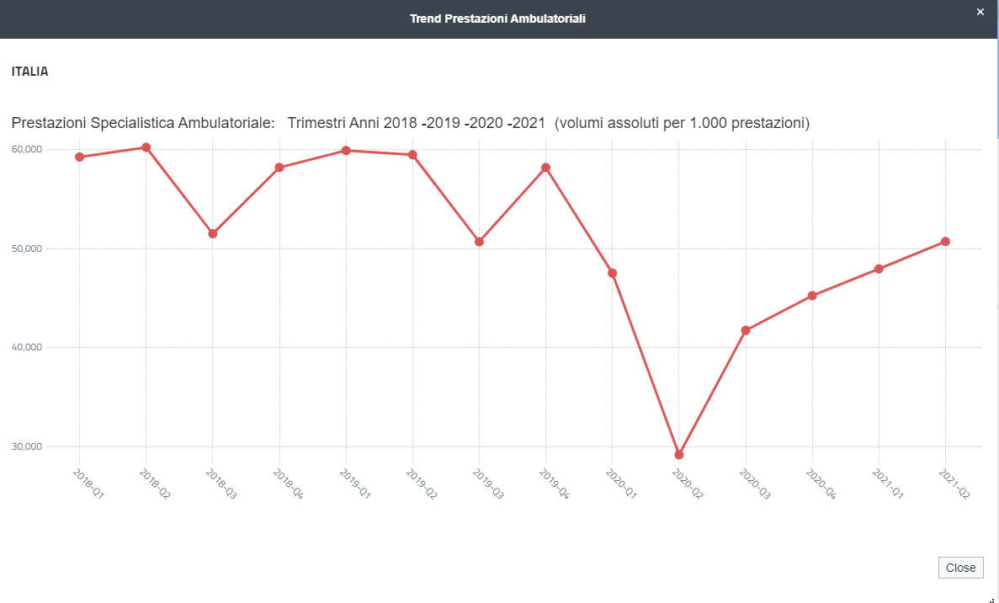 Trend Prestazioni Ambulatoriali
×
ITALIA
Prestazioni Specialistica Ambulatoriale: Trimestri Anni 2018 -2019 -2020 -2021 (volumi assoluti per 1.000 prestazioni)
60,000
50,000
40,000
30,000
2018-Q1
2018-Q2
2018-Q3
2018-Q4
2019-Q1
2019-Q2
2019-Q3
2019-Q4
2020-Q1
2020-Q2
2020-Q3
2020-Q4
2021-Q1
2021-Q2
Close